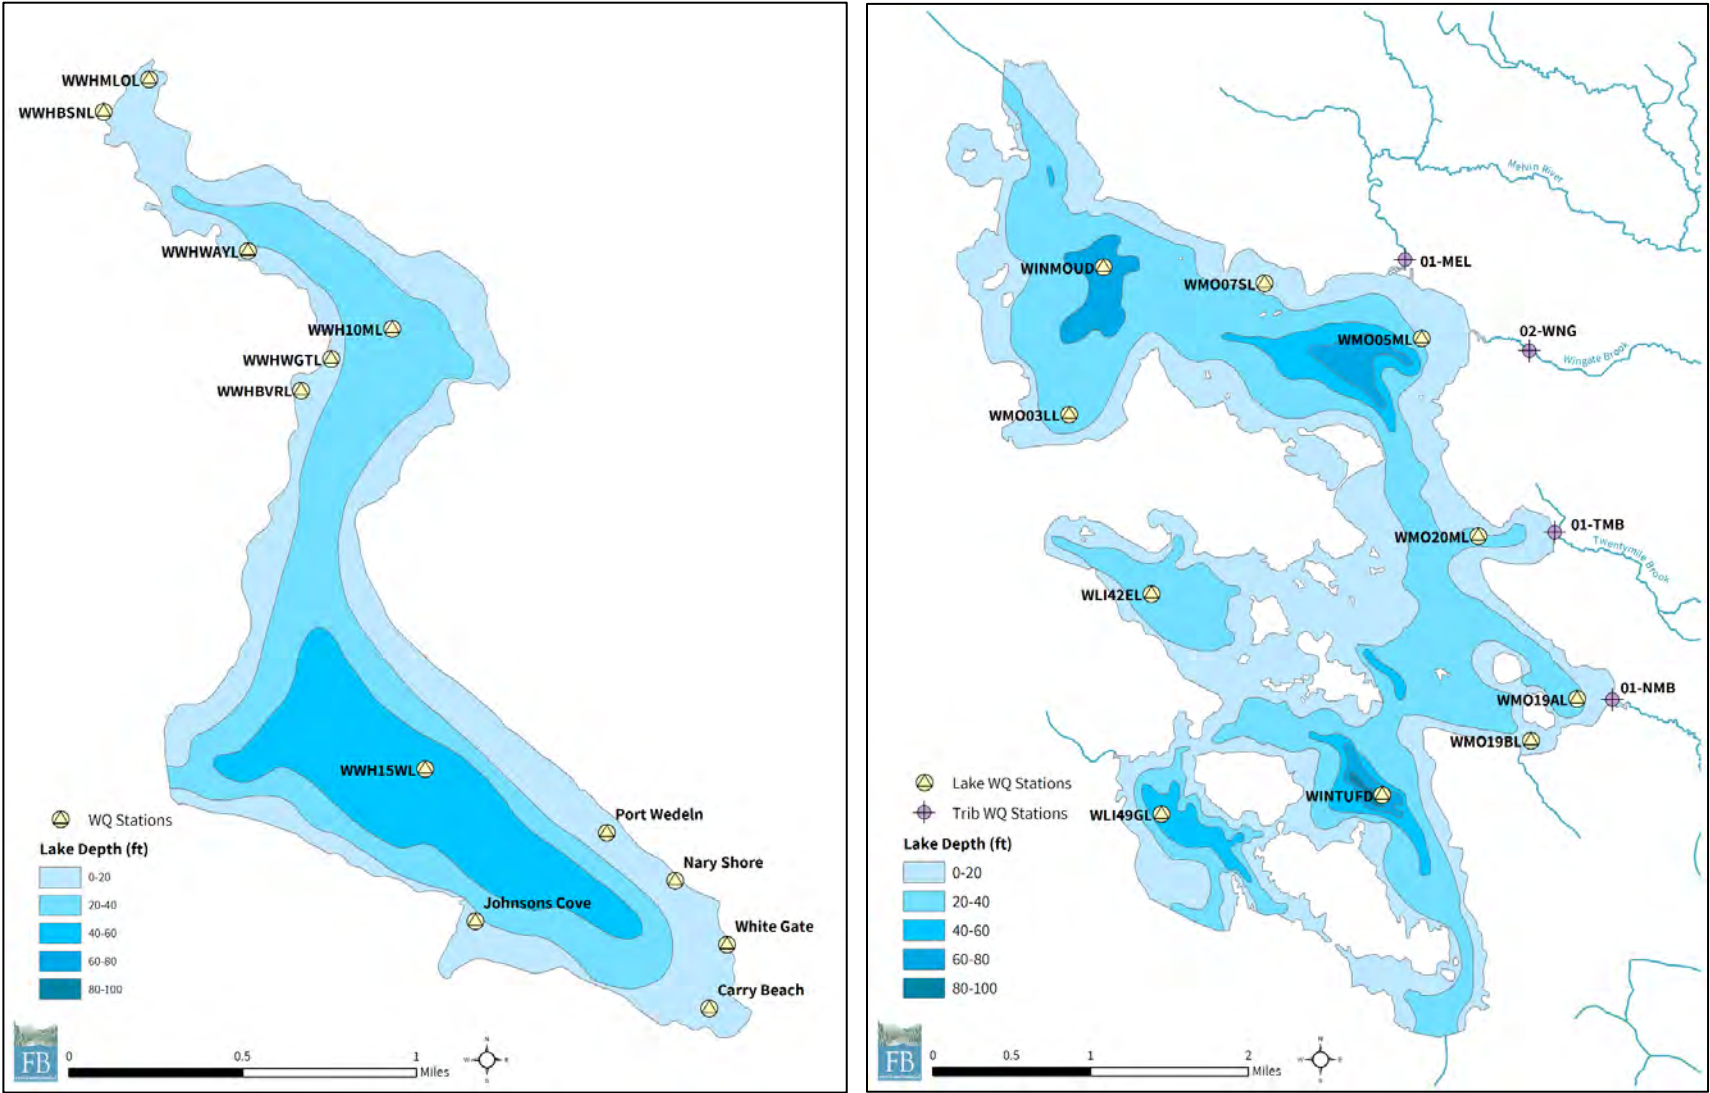 WWHMLOL
WWHBSNL
WWHWAYL
WWH10ML
WWHWGTL
WWHBVRL
WWH15WL
Port Wedeln
Nary Shore
Johnsons Cove
White Gate
Carry Beach
WQ Stations
Lake Depth (ft)
0-20
20-40
40-60
60-80
80-100
FB
0 0.5 1
Miles
N
W E
S
Melvin River
01-MEL
WINMOUD
WMO07SL
02-WNG
WMO05ML
Wingate Brook
WMO03LL
01-TMB
WMO20ML
Twentymile Brook
WLI42EL
01-NMB
WMO19AL
WMO19BL
WINTUFD
WLI49GL
Lake WQ Stations
Trib WQ Stations
Lake Depth (ft)
0-20
20-40
40-60
60-80
80-100
FB
0 0.5 1 2
Miles
N
W E
S